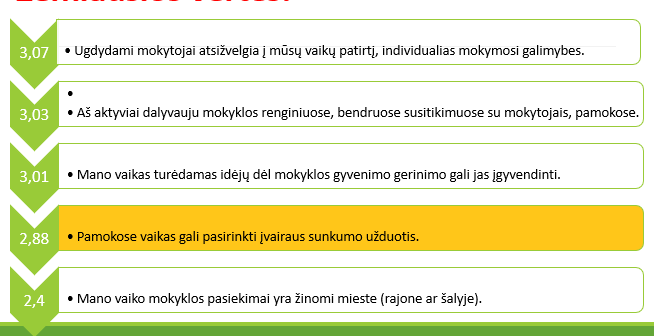 3,07
• Ugdydami mokytojai atsižvelgia į mūsų vaikų patirtį, individualias mokymosi galimybes.
•
3,03
• Aš aktyviai dalyvauju mokyklos renginiuose, bendruose susitikimuose su mokytojais, pamokose.
3,01
• Mano vaikas turėdamas idėjų dėl mokyklos gyvenimo gerinimo gali jas įgyvendinti.
2,88
• Pamokose vaikas gali pasirinkti įvairaus sunkumo užduotis.
2,4
• Mano vaiko mokyklos pasiekimai yra žinomi mieste (rajone ar šalyje).